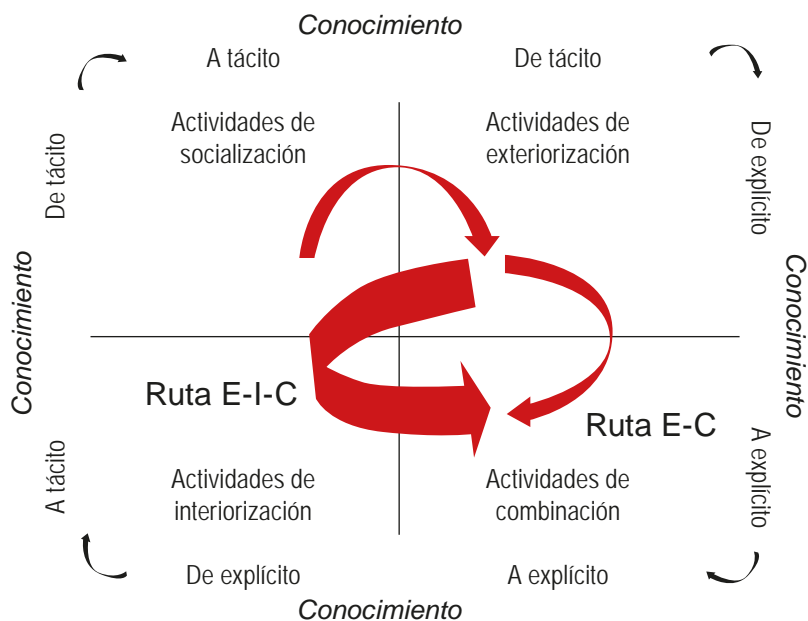 Conocimiento
A tácito
De tácito
Actividades de
socialización
Actividades de
exteriorización
De tácito
De explícito
Conocimiento
Conocimiento
Ruta E-I-C
Ruta E-C
A tácito
A explícito
Actividades de
interiorización
Actividades de
combinación
De explícito
A explícito
Conocimiento